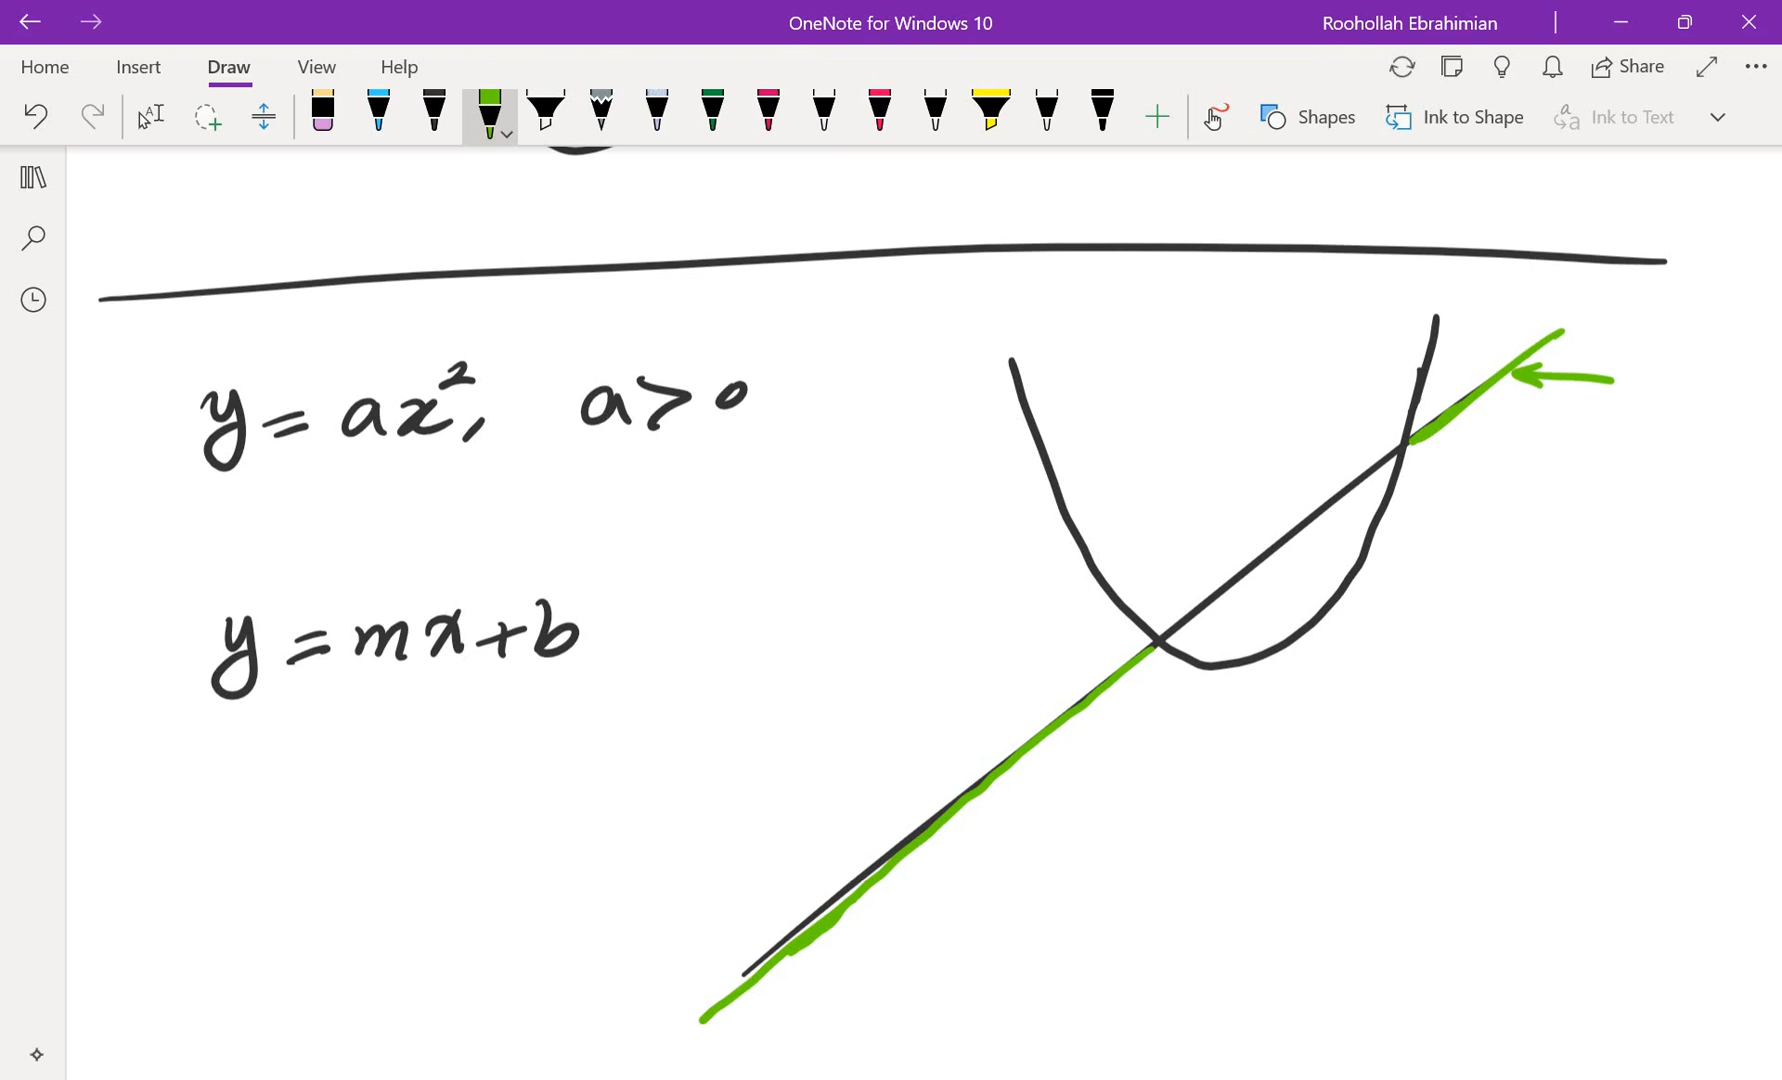 OneNote for Windows 10
Roohollah Ebrahimian
Home Insert Draw View Help
Share
Shapes
Ink to Shape
Ink to Text
y = ax², a > 0
y = mx + b